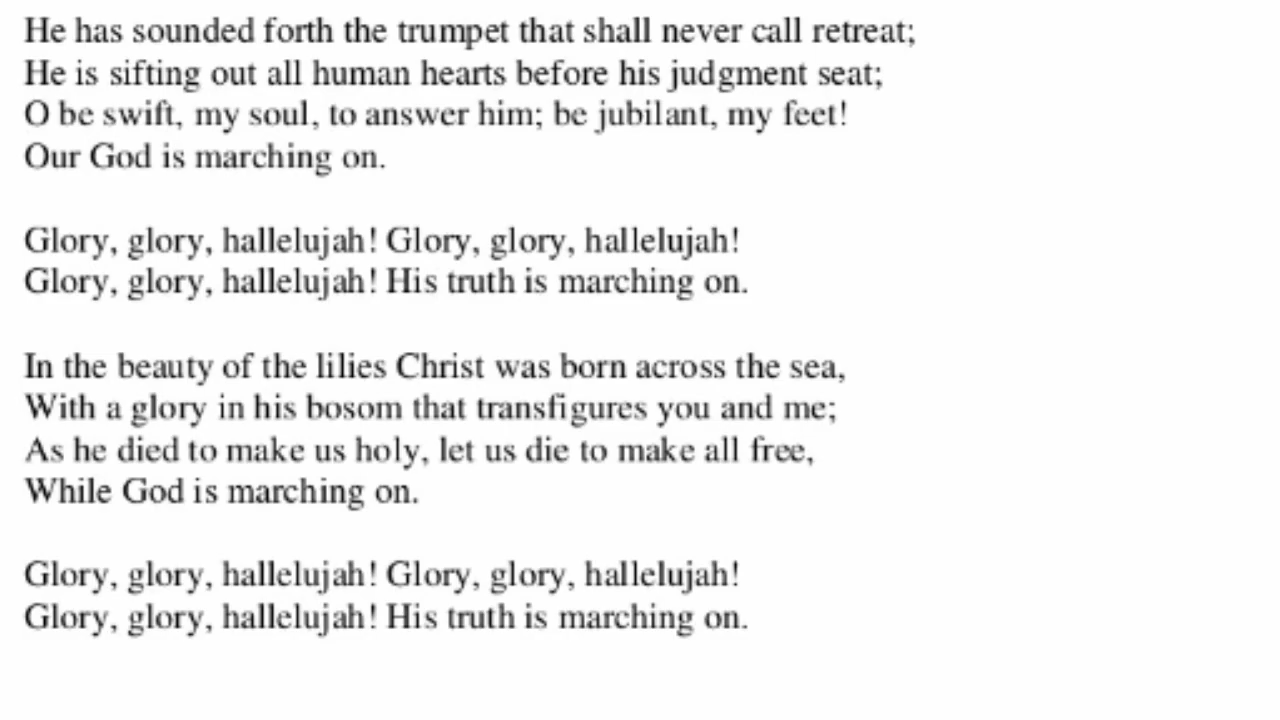 He has sounded forth the trumpet that shall never call retreat;
He is sifting out all human hearts before his judgment seat;
O be swift, my soul, to answer him; be jubilant, my feet!
Our God is marching on.
Glory, glory, hallelujah! Glory, glory, hallelujah!
Glory, glory, hallelujah! His truth is marching on.
In the beauty of the lilies Christ was born across the sea,
With a glory in his bosom that transfigures you and me;
As he died to make us holy, let us die to make all free,
While God is marching on.
Glory, glory, hallelujah! Glory, glory, hallelujah!
Glory, glory, hallelujah! His truth is marching on.